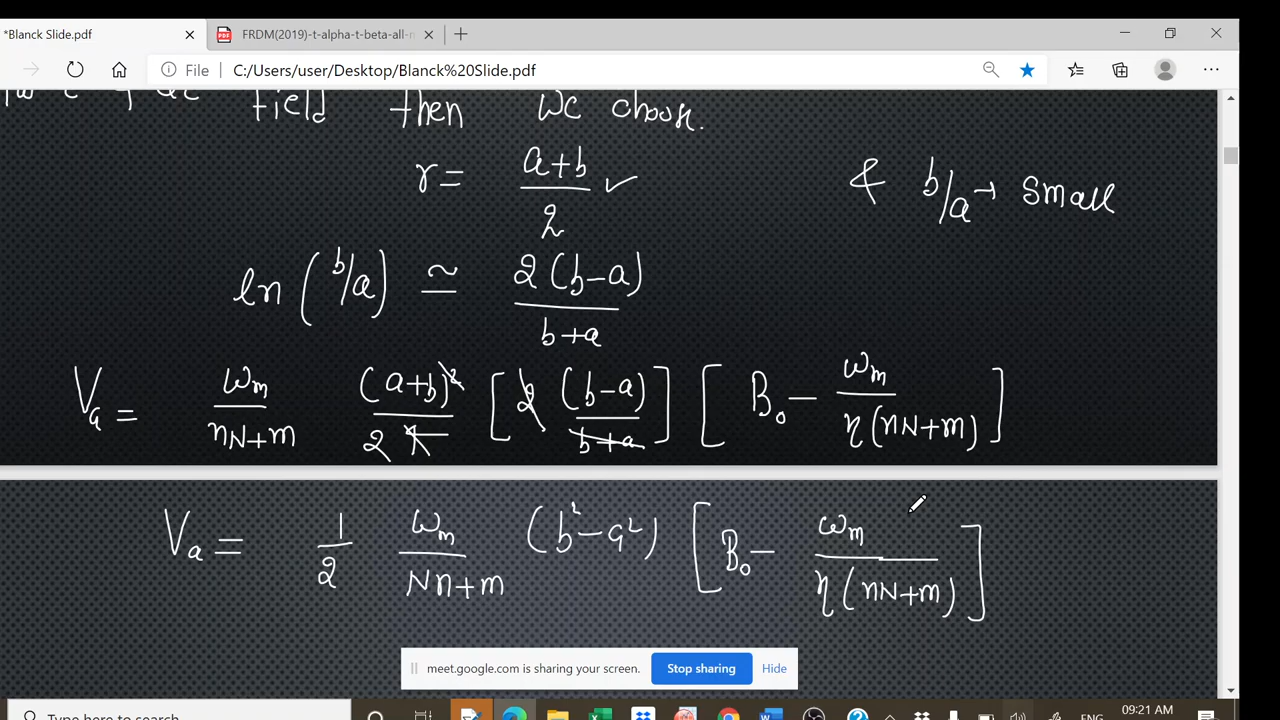 *Blanck Slide.pdf
FRDM(2019)-t-alpha-t-beta-all-
File C:/Users/user/Desktop/Blanck%20Slide.pdf
field then we choose.
r = (a+b)/2 ✓ & b/a → small
ln (b/a) ≃ 2(b-a)/(b+a)
Va = ωm/(nN+m) (a+b)²/(2 4) [2 (b-a)/(b+a)] [B₀ - ωm/(η(nN+m))]
Va = 1/2 ωm/(Nn+m) (b²-a²) [B₀ - ωm/(η(nN+m))]
meet.google.com is sharing your screen. Stop sharing Hide
Type here to search
ENG
09:21 AM